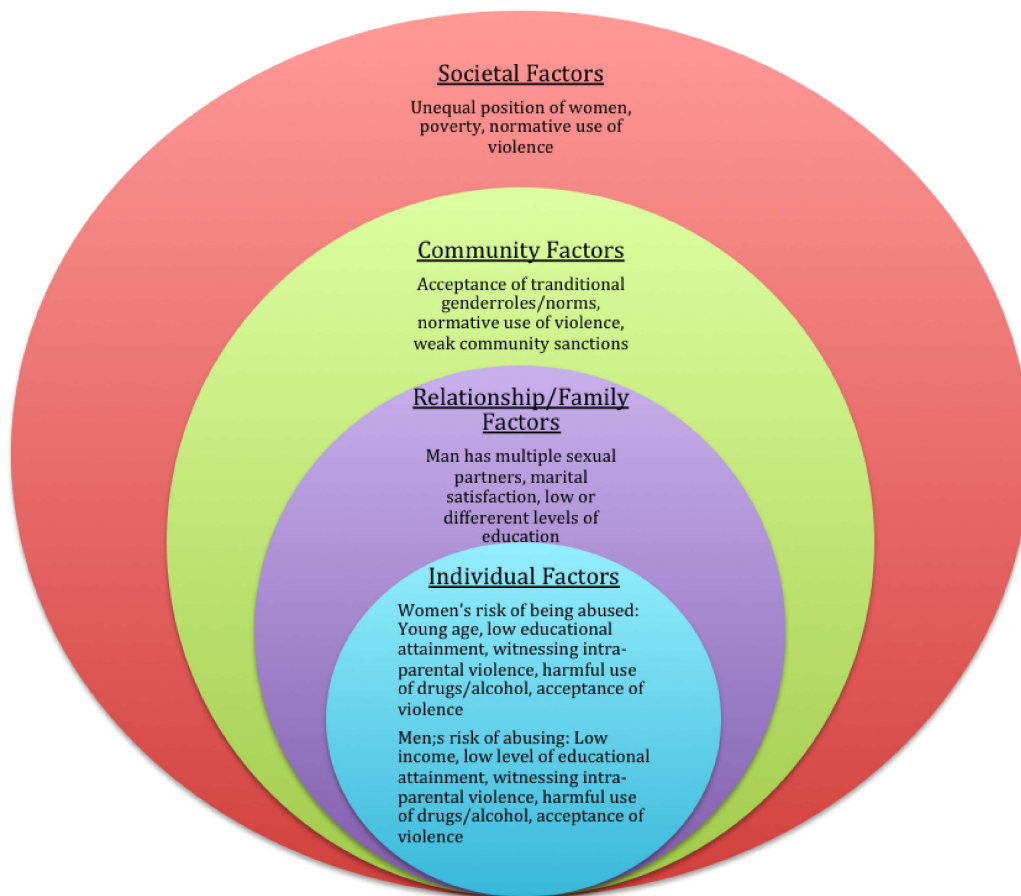 Societal Factors
Unequal position of women,
poverty, normative use of
violence
Community Factors
Acceptance of tranditional
genderroles/norms,
normative use of violence,
weak community sanctions
Relationship/Family
Factors
Man has multiple sexual
partners, marital
satisfaction, low or
differerent levels of
education
Individual Factors
Women's risk of being abused:
Young age, low educational
attainment, witnessing intra-
parental violence, harmful use
of drugs/alcohol, acceptance of
violence
Men;s risk of abusing: Low
income, low level of educational
attainment, witnessing intra-
parental violence, harmful use
of drugs/alcohol, acceptance of
violence